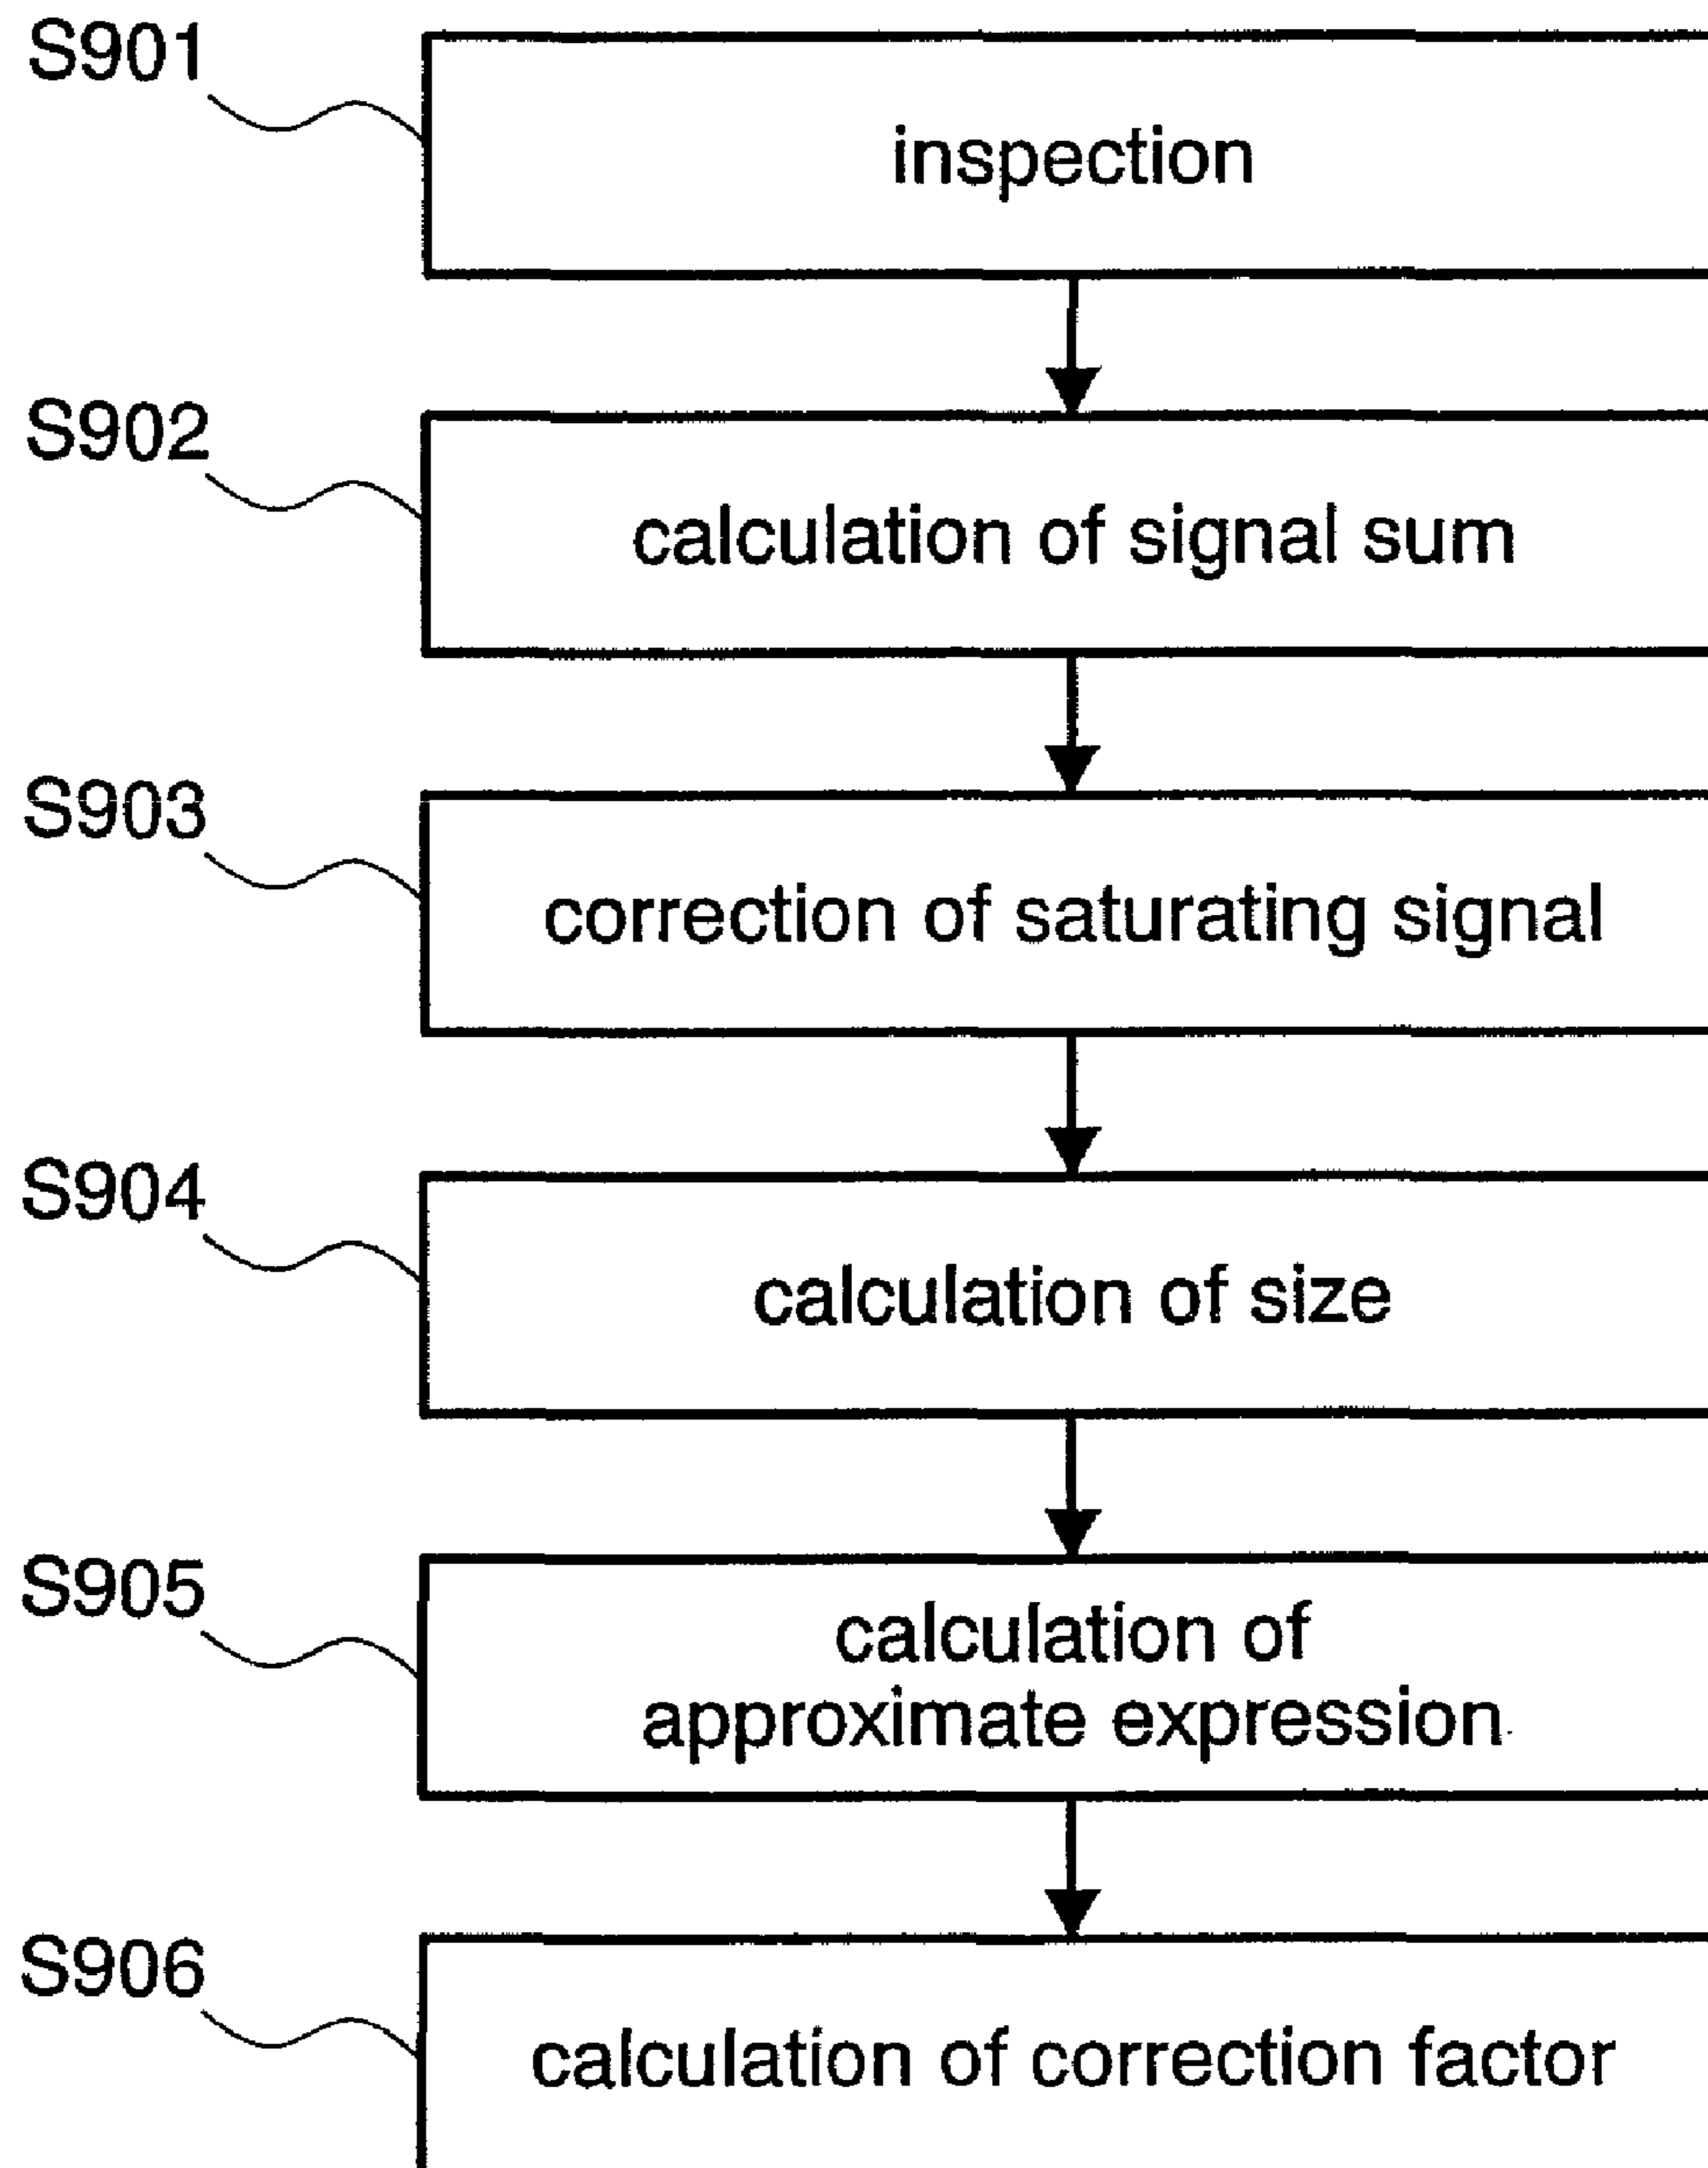 S901
inspection
S902
calculation of signal sum
S903
correction of saturating signal
S904
calculation of size
S905
calculation of
approximate expression
S906
calculation of correction factor